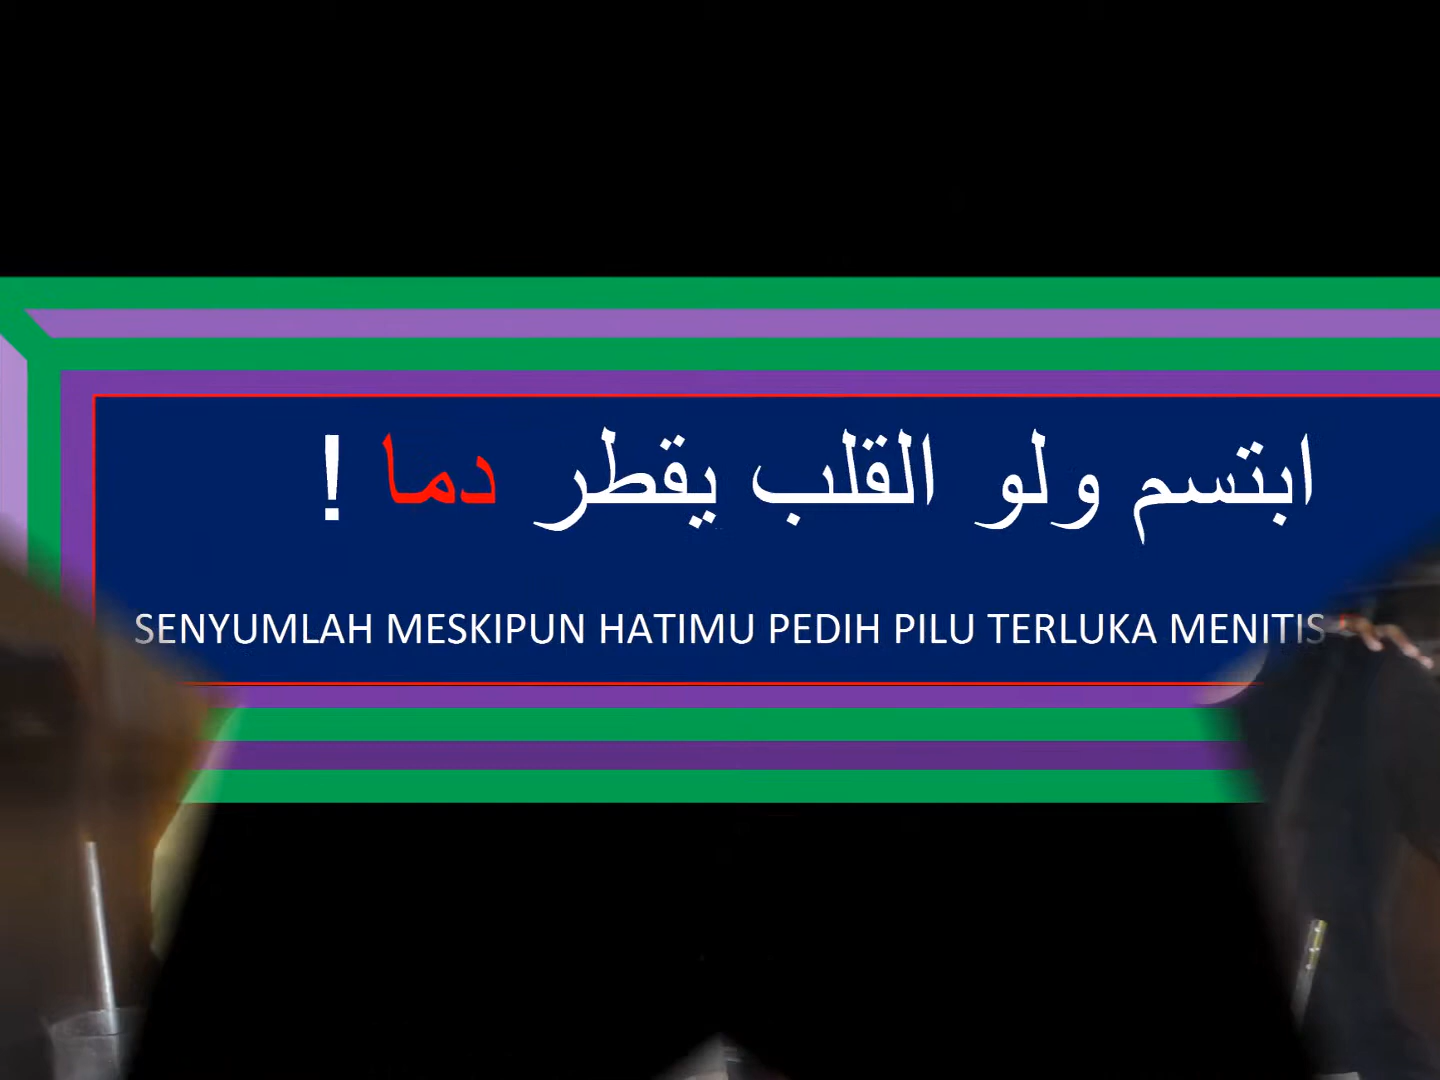 ابتسم ولو القلب يقطر دما !
SENYUMLAH MESKIPUN HATIMU PEDIH PILU TERLUKA MENITIS